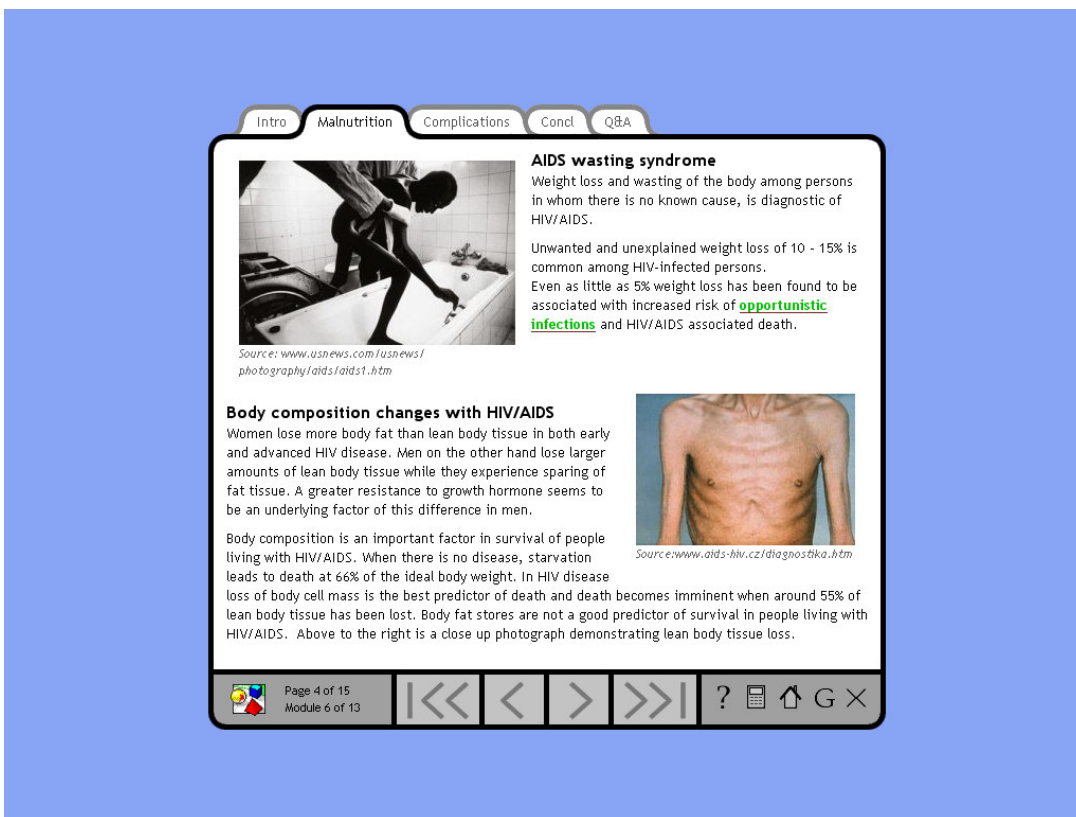 Intro
Malnutrition
Complications
Concl
Q&A
AIDS wasting syndrome
Weight loss and wasting of the body among persons
in whom there is no known cause, is diagnostic of
HIV/AIDS.
Unwanted and unexplained weight loss of 10 - 15% is
common among HIV-infected persons.
Even as little as 5% weight loss has been found to be
associated with increased risk of opportunistic
infections and HIV/AIDS associated death.
Source: www.usnews.com/usnews/
photography/aids/aids1.htm
Body composition changes with HIV/AIDS
Women lose more body fat than lean body tissue in both early
and advanced HIV disease. Men on the other hand lose larger
amounts of lean body tissue while they experience sparing of
fat tissue. A greater resistance to growth hormone seems to
be an underlying factor of this difference in men.
Body composition is an important factor in survival of people
living with HIV/AIDS. When there is no disease, starvation
leads to death at 66% of the ideal body weight. In HIV disease
loss of body cell mass is the best predictor of death and death becomes imminent when around 55% of
lean body tissue has been lost. Body fat stores are not a good predictor of survival in people living with
HIV/AIDS. Above to the right is a close up photograph demonstrating lean body tissue loss.
Source:www.aids-hiv.cz/diagnostika.htm
Page 4 of 15
Module 6 of 13
? G